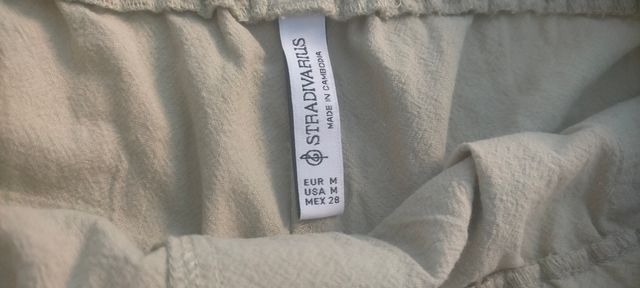 STRADIVARIUS
MADE IN CAMBODIA
EUR M
USA M
MEX 28